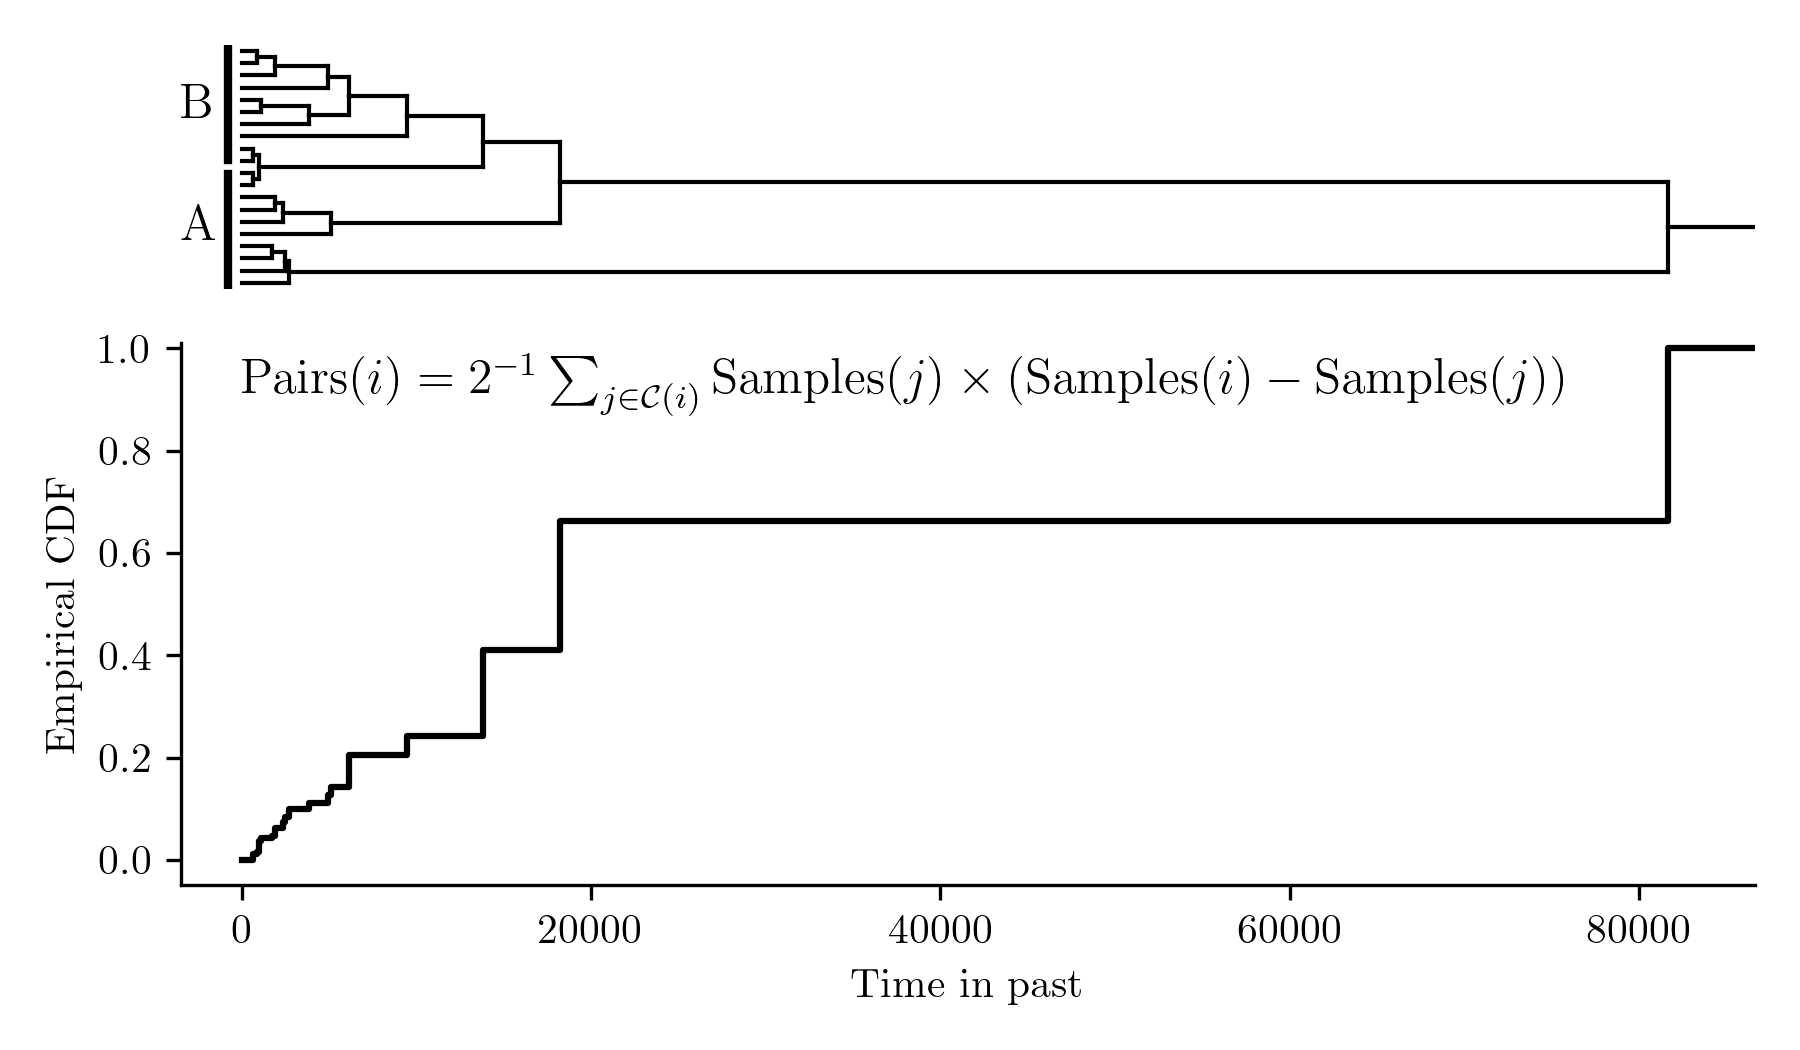 B
A
1.0
Pairs(i) = 2⁻¹ ∑_{j∈𝒞(i)} Samples(j) × (Samples(i) − Samples(j))
0.8
0.6
0.4
0.2
0.0
Empirical CDF
0 20000 40000 60000 80000
Time in past